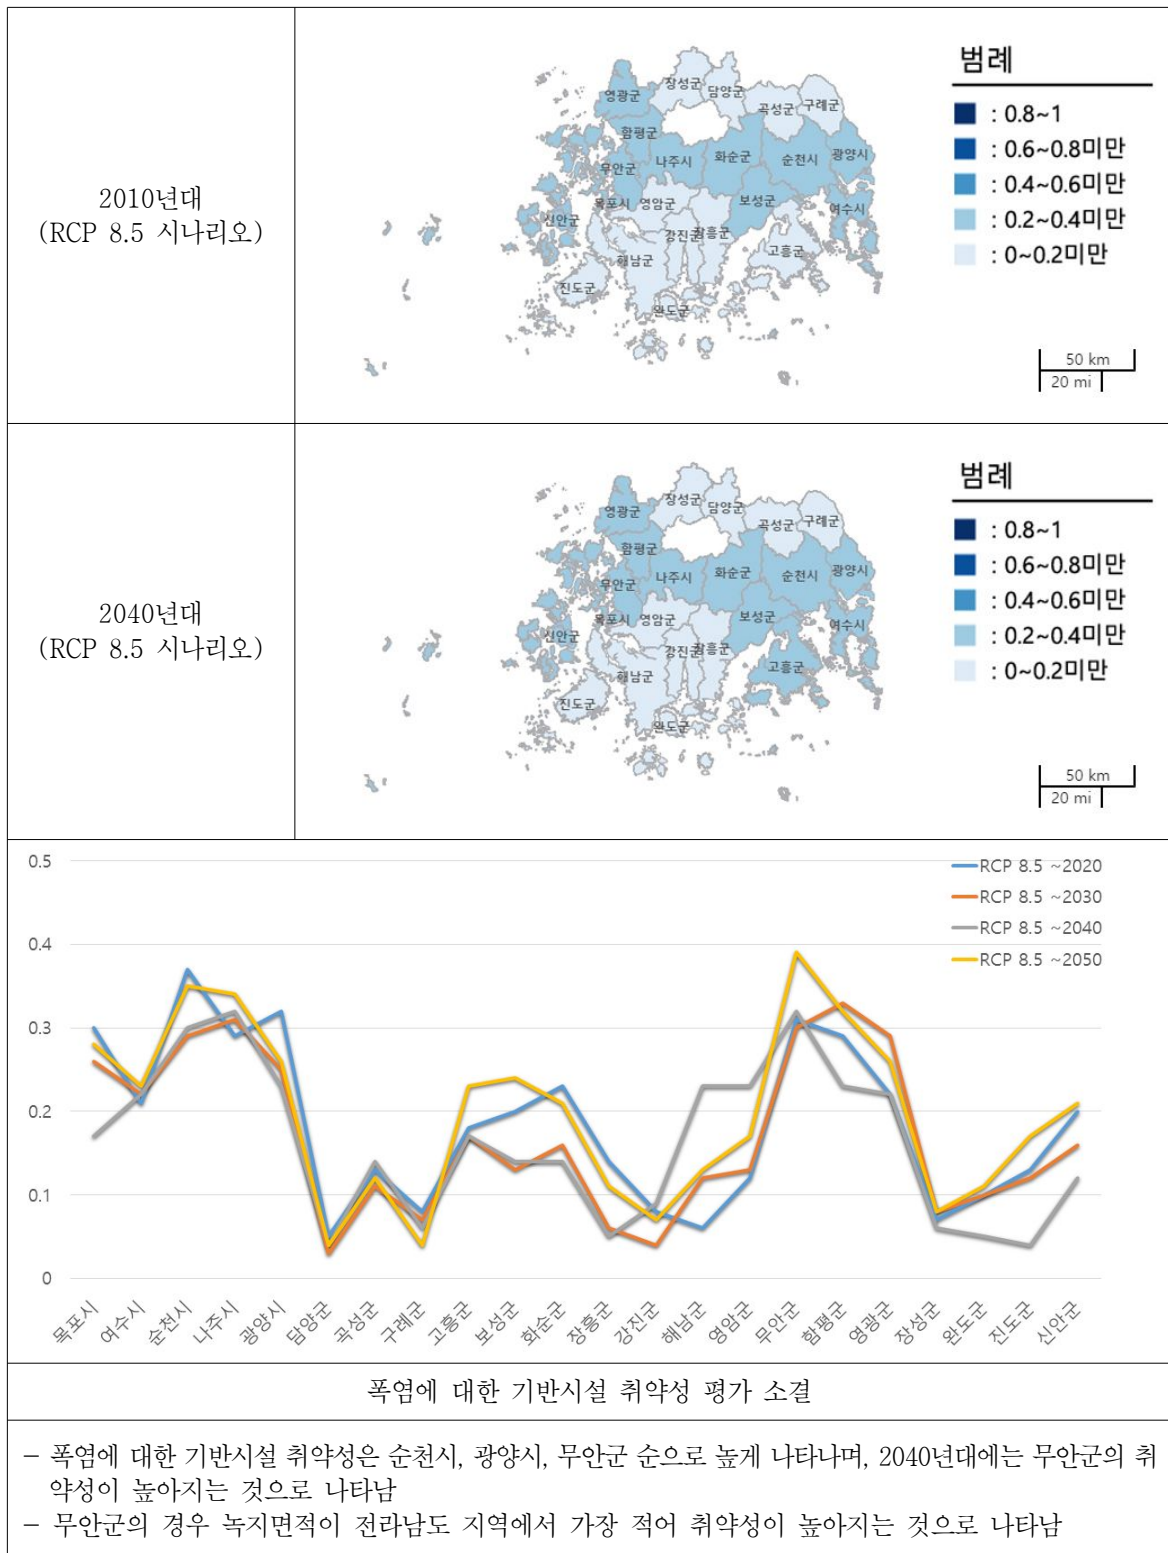 2010년대
(RCP 8.5 시나리오)
장성군
담양군
영광군
곡성군
구례군
함평군
나주시
화순군
순천시
광양시
무안군
목포시
영암군
보성군
여수시
신안군
강진군
장흥군
고흥군
해남군
진도군
완도군
범례
: 0.8~1
: 0.6~0.8미만
: 0.4~0.6미만
: 0.2~0.4미만
: 0~0.2미만
50 km
20 mi
2040년대
(RCP 8.5 시나리오)
장성군
담양군
영광군
곡성군
구례군
함평군
나주시
화순군
순천시
광양시
무안군
목포시
영암군
보성군
여수시
신안군
강진군
장흥군
고흥군
해남군
진도군
완도군
범례
: 0.8~1
: 0.6~0.8미만
: 0.4~0.6미만
: 0.2~0.4미만
: 0~0.2미만
50 km
20 mi
0.5
0.4
0.3
0.2
0.1
0
RCP 8.5 ~2020
RCP 8.5 ~2030
RCP 8.5 ~2040
RCP 8.5 ~2050
목포시
여수시
순천시
나주시
광양시
담양군
곡성군
구례군
고흥군
보성군
화순군
장흥군
강진군
해남군
영암군
무안군
함평군
영광군
장성군
완도군
진도군
신안군
폭염에 대한 기반시설 취약성 평가 소결
- 폭염에 대한 기반시설 취약성은 순천시, 광양시, 무안군 순으로 높게 나타나며, 2040년대에는 무안군의 취
약성이 높아지는 것으로 나타남
- 무안군의 경우 녹지면적이 전라남도 지역에서 가장 적어 취약성이 높아지는 것으로 나타남